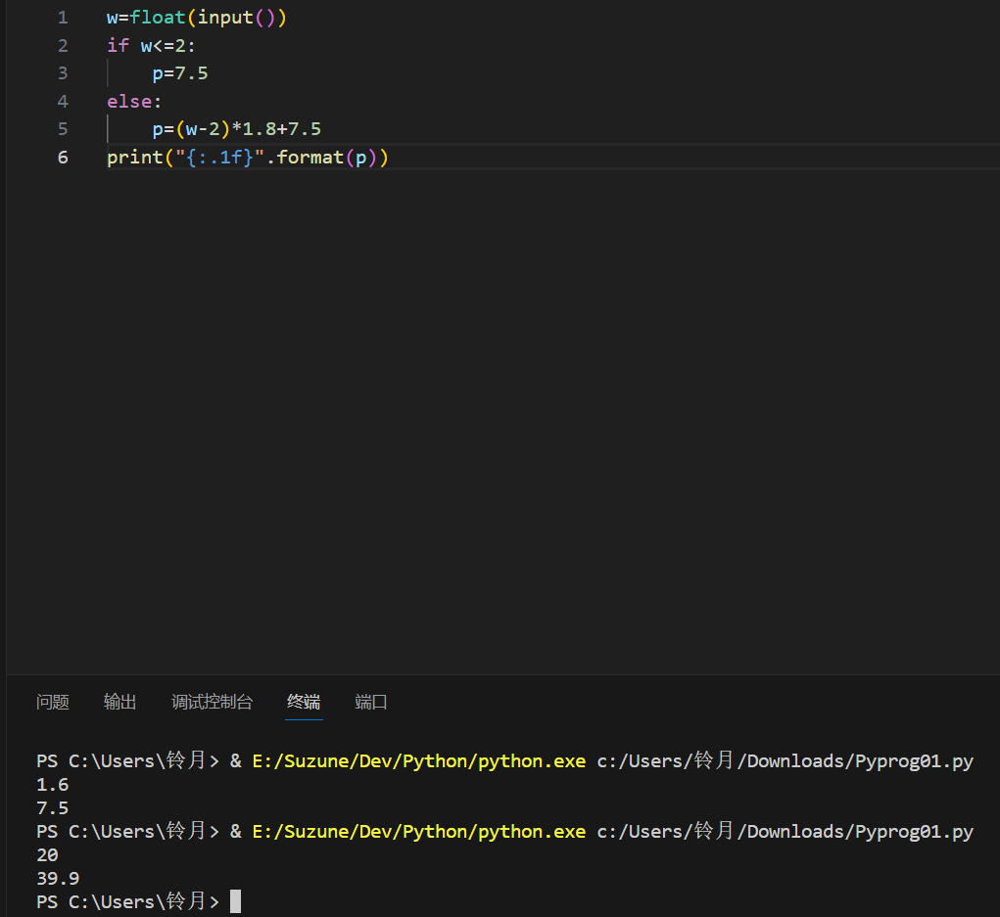 1 w=float(input())
2 if w<=2:
3     p=7.5
4 else:
5     p=(w-2)*1.8+7.5
6 print("{:.1f}".format(p))
问题 输出 调试控制台 终端 端口
PS C:\Users\铃月> & E:/Suzune/Dev/Python/python.exe c:/Users/铃月/Downloads/Pyprog01.py
1.6
7.5
PS C:\Users\铃月> & E:/Suzune/Dev/Python/python.exe c:/Users/铃月/Downloads/Pyprog01.py
20
39.9
PS C:\Users\铃月>